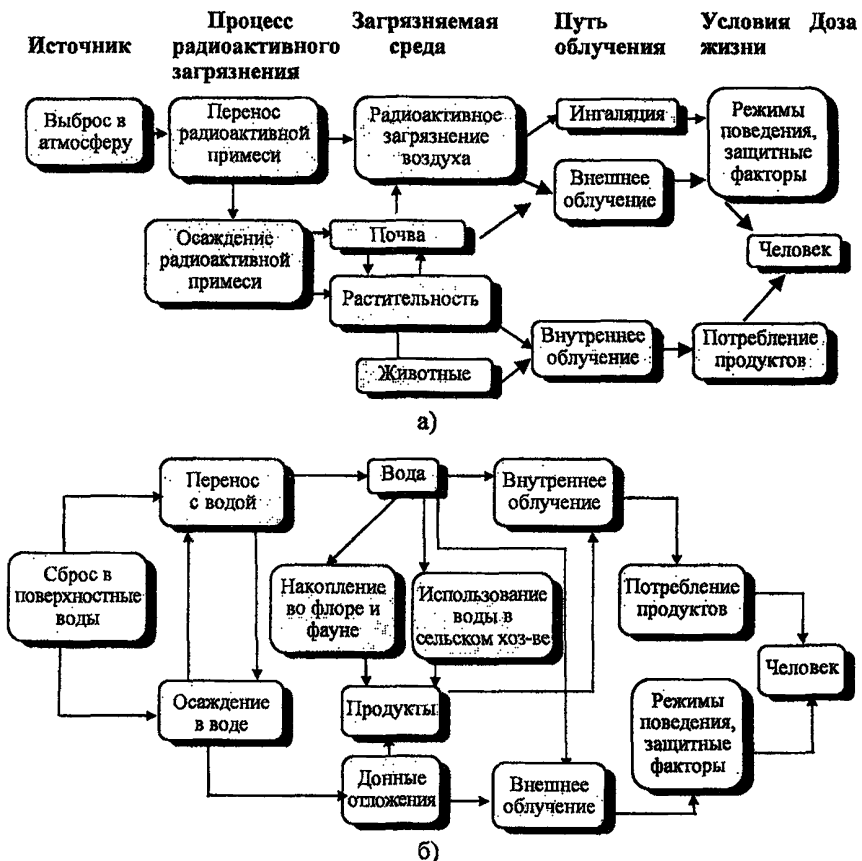 Источник
Процесс
радиоактивного
загрязнения
Загрязняемая
среда
Путь
облучения
Условия
жизни
Доза
Выброс в
атмосферу
Перенос
радиоактивной
примеси
Радиоактивное
загрязнение
воздуха
Ингаляция
Внешнее
облучение
Режимы
поведения,
защитные
факторы
Осаждение
радиоактивной
примеси
Почва
Растительность
Животные
Внутреннее
облучение
Потребление
продуктов
Человек
а)
Сброс в
поверхностные
воды
Перенос
с водой
Осаждение
в воде
Вода
Накопление
во флоре и
фауне
Использование
воды в
сельском хоз-ве
Продукты
Донные
отложения
Внутреннее
облучение
Внешнее
облучение
Потребление
продуктов
Режимы
поведения,
защитные
факторы
Человек
б)